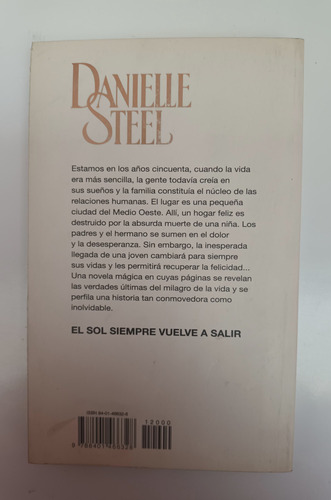 DANIELLE
STEEL
Estamos en los años cincuenta, cuando la vida
era más sencilla, la gente todavía creía en
sus sueños y la familia constituía el núcleo de las
relaciones humanas. El lugar es una pequeña
ciudad del Medio Oeste. Allí, un hogar feliz es
destruido por la absurda muerte de una niña. Los
padres y el hermano se sumen en el dolor
y la desesperanza. Sin embargo, la inesperada
llegada de una joven cambiará para siempre
sus vidas y les permitirá recuperar la felicidad...
Una novela mágica en cuyas páginas se revelan
las verdades últimas del milagro de la vida y se
perfila una historia tan conmovedora como
inolvidable.
EL SOL SIEMPRE VUELVE A SALIR
12000